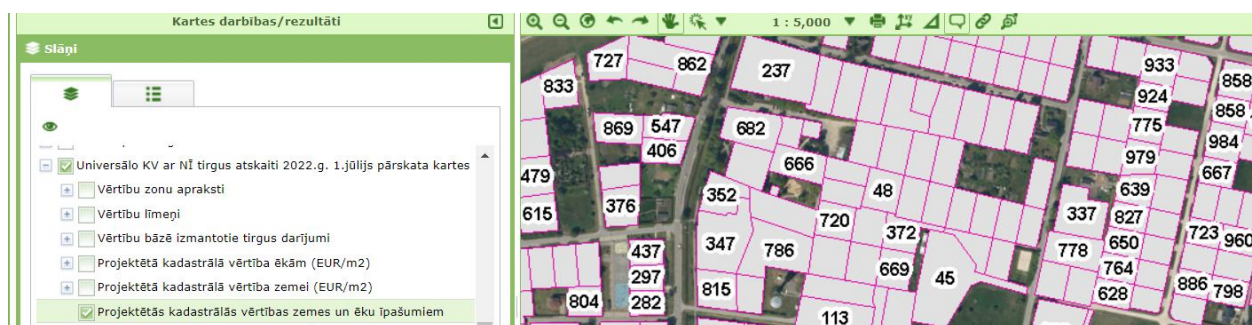 Kartes darbības/rezultāti
1 : 5,000
Slāņi
Universālo KV ar NĪ tirgus atskaiti 2022.g. 1.jūlijs pārskata kartes
Vērtību zonu apraksti
Vērtību līmeņi
Vērtību bāzē izmantotie tirgus darījumi
Projektētā kadastrālā vērtība ēkām (EUR/m2)
Projektētā kadastrālā vērtība zemei (EUR/m2)
Projektētās kadastrālās vērtības zemes un ēku īpašumiem
727 862 237 933
833 858
924
869 547 682 775 858
406 984
666 979 667
479 352 48 639
615 376 720 337 827
372 723 960
437 347 786 778 650
297 669 45 764
804 282 815 628 886 798
113